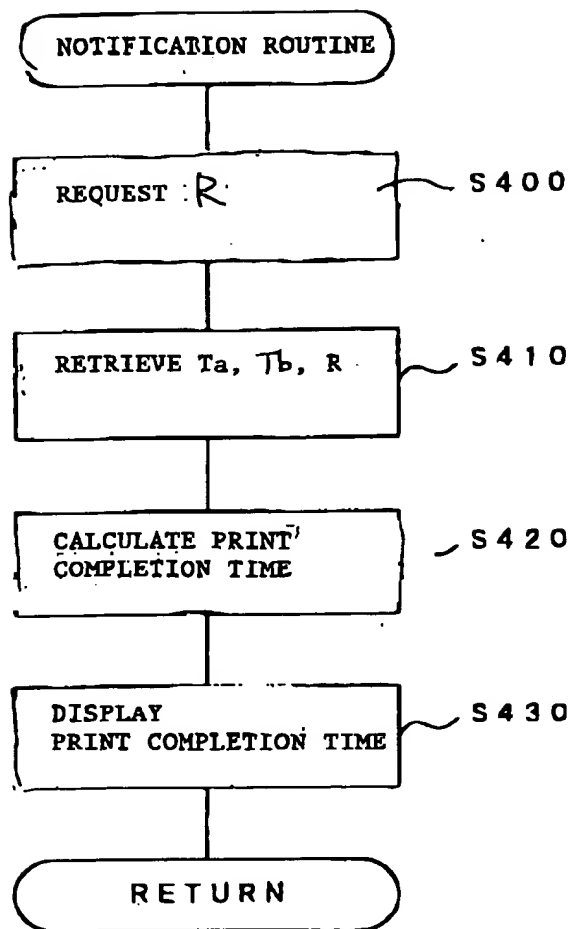 NOTIFICATION ROUTINE
REQUEST R
S400
RETRIEVE Ta, Tb, R
S410
CALCULATE PRINT
COMPLETION TIME
S420
DISPLAY
PRINT COMPLETION TIME
S430
RETURN